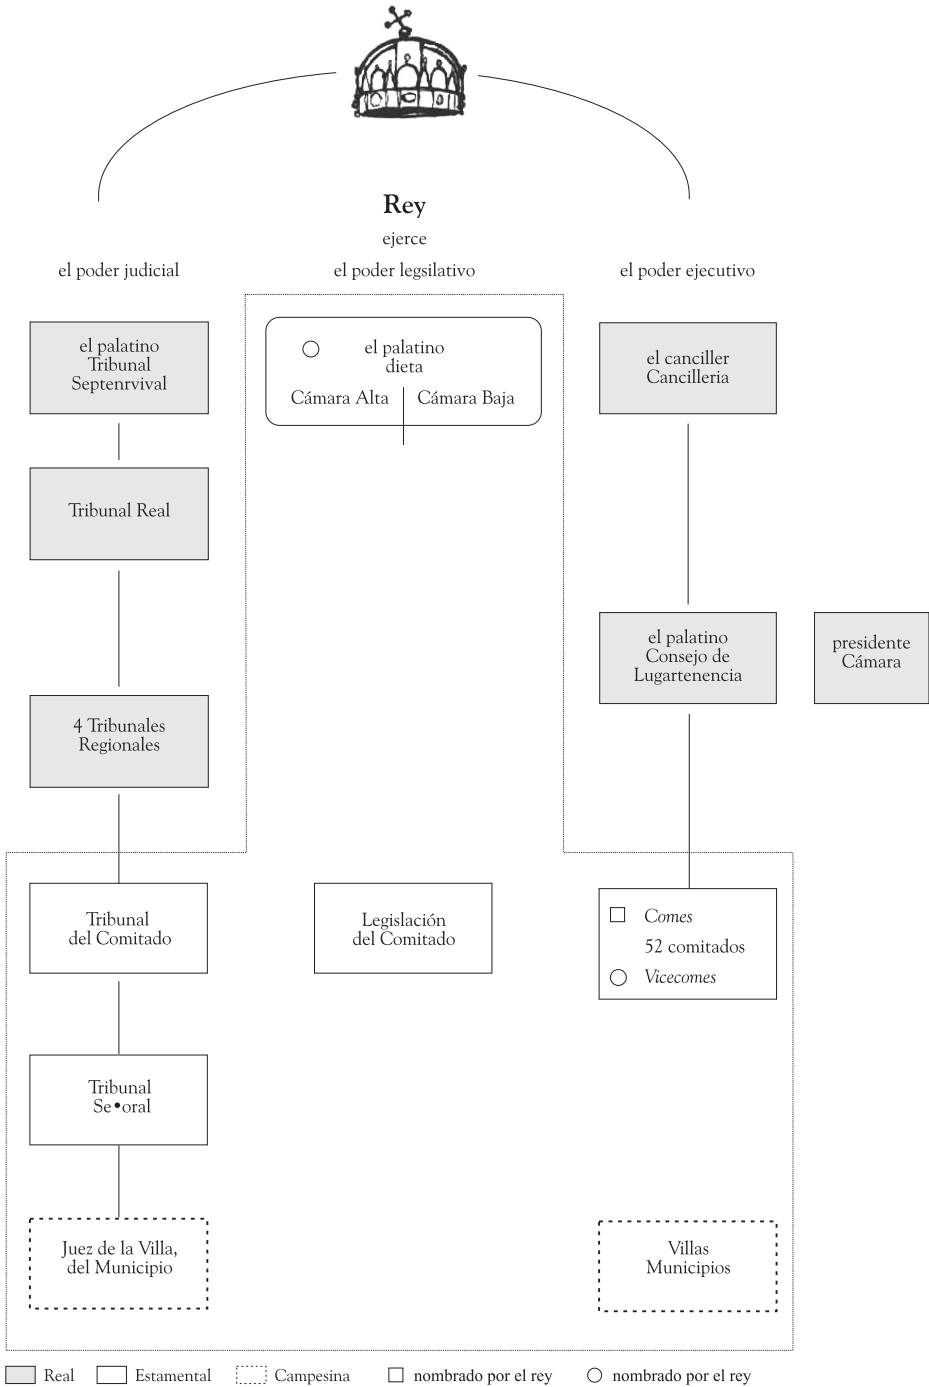 Rey
ejerce
el poder judicial
el poder legsilativo
el poder ejecutivo
el palatino
Tribunal
Septenrvival
el palatino
dieta
Cámara Alta
Cámara Baja
el canciller
Cancilleria
Tribunal Real
el palatino
Consejo de
Lugartenencia
presidente
Cámara
4 Tribunales
Regionales
Tribunal
del Comitado
Legislación
del Comitado
Comes
52 comitados
Vicecomes
Tribunal
Se•oral
Juez de la Villa,
del Municipio
Villas
Municipios
Real
Estamental
Campesina
nombrado por el rey
nombrado por el rey